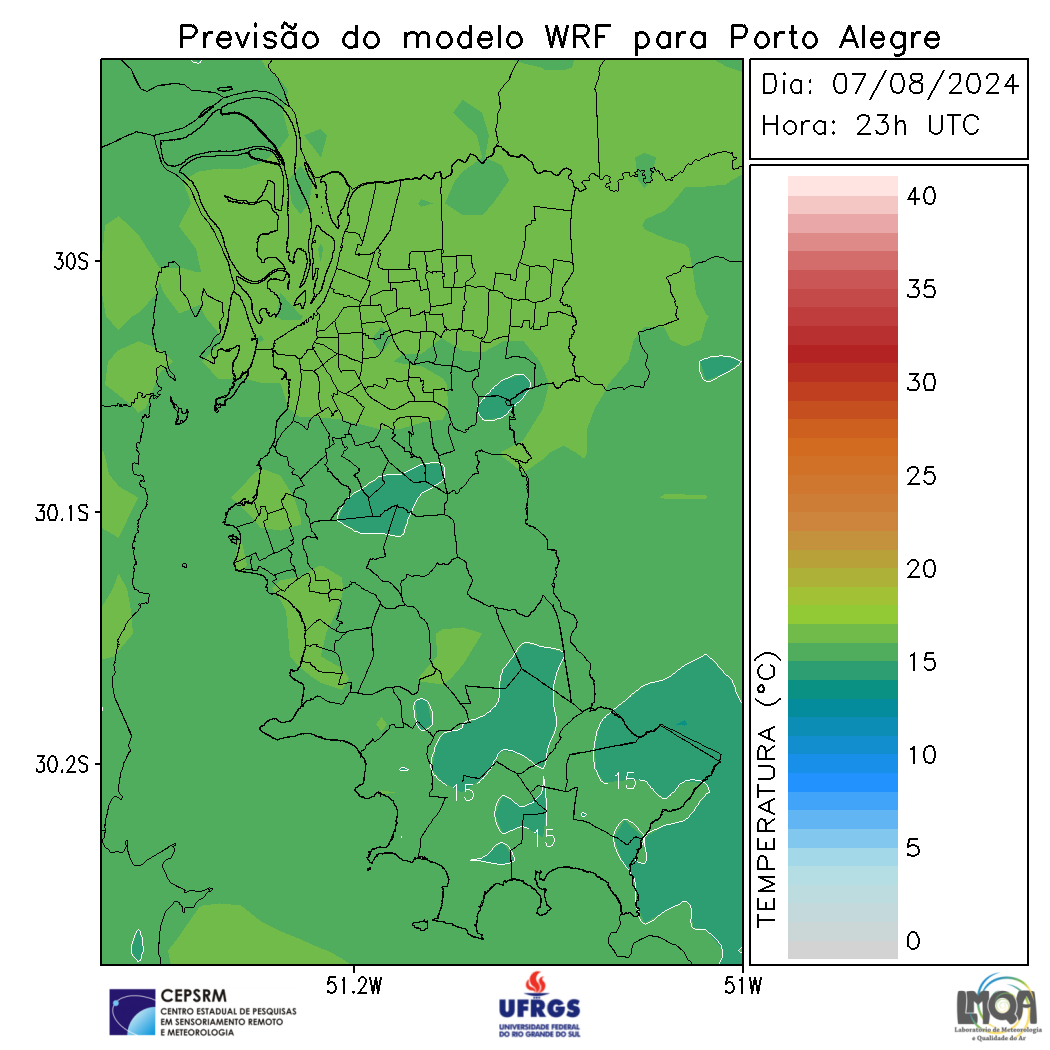 Previsão do modelo WRF para Porto Alegre
Dia: 07/08/2024
Hora: 23h UTC
40
35
30
25
20
15
10
5
0
TEMPERATURA (°C)
30S
30.1S
30.2S
15
15
15
51.2W
51W
CEPSRM
CENTRO ESTADUAL DE PESQUISAS
EM SENSORIAMENTO REMOTO
E METEOROLOGIA
UFRGS
UNIVERSIDADE FEDERAL
DO RIO GRANDE DO SUL
LMQA
Laboratório de Meteorologia
e Qualidade do Ar